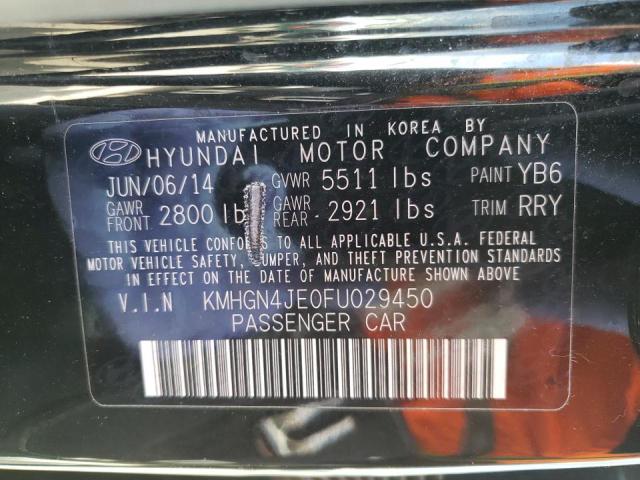 MANUFACTURED IN KOREA BY
HYUNDAI MOTOR COMPANY
JUN/06/14 GVWR 5511 lbs PAINT YB6
GAWR FRONT 2800 lb GAWR REAR 2921 lbs TRIM RRY
THIS VEHICLE CONFORMS TO ALL APPLICABLE U.S.A. FEDERAL
MOTOR VEHICLE SAFETY, BUMPER, AND THEFT PREVENTION STANDARDS
IN EFFECT ON THE DATE OF MANUFACTURE SHOWN ABOVE
V.I.N KMHGN4JE0FU029450
PASSENGER CAR